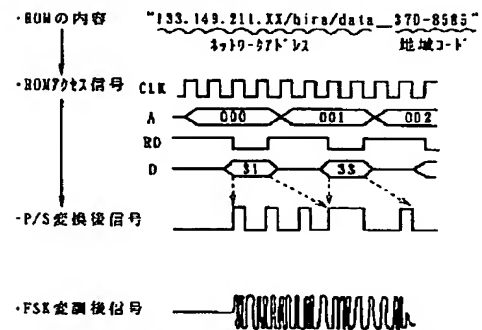 ・ROMの内容 "133.149.211.XX/hira/data__370-8585"
ネットワークアドレス 地域コード
・ROMアクセス信号 CLK
A 000 001 002
RD
D 31 33
・P/S変換後信号
・FSK変調後信号